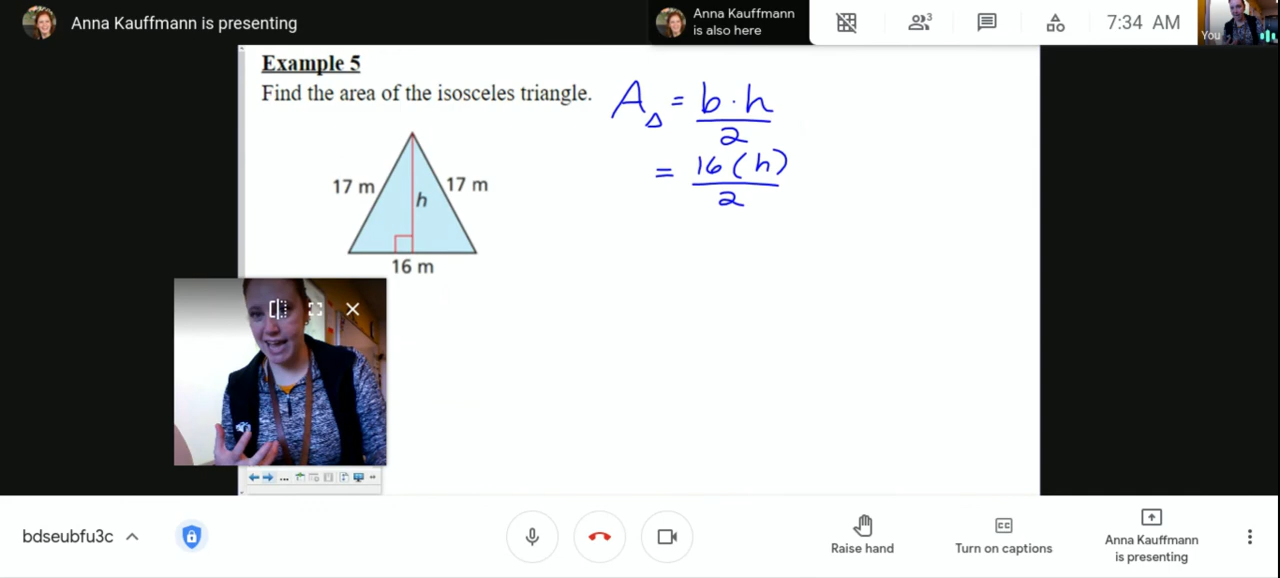 Anna Kauffmann is presenting
Anna Kauffmann
is also here
3
7:34 AM
You
Example 5
Find the area of the isosceles triangle.
A△ = b · h
2
= 16 (h)
2
17 m
17 m
h
16 m
bdseubfu3c
Raise hand
CC
Turn on captions
Anna Kauffmann
is presenting